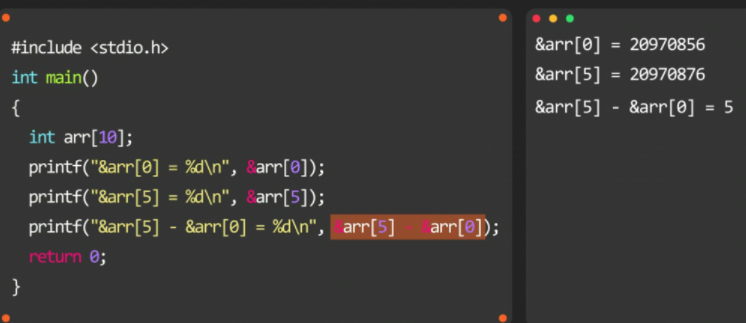 #include <stdio.h>
int main()
{
int arr[10];
printf("&arr[0] = %d\n", &arr[0]);
printf("&arr[5] = %d\n", &arr[5]);
printf("&arr[5] - &arr[0] = %d\n", &arr[5] - &arr[0]);
return 0;
}
&arr[0] = 20970856
&arr[5] = 20970876
&arr[5] - &arr[0] = 5